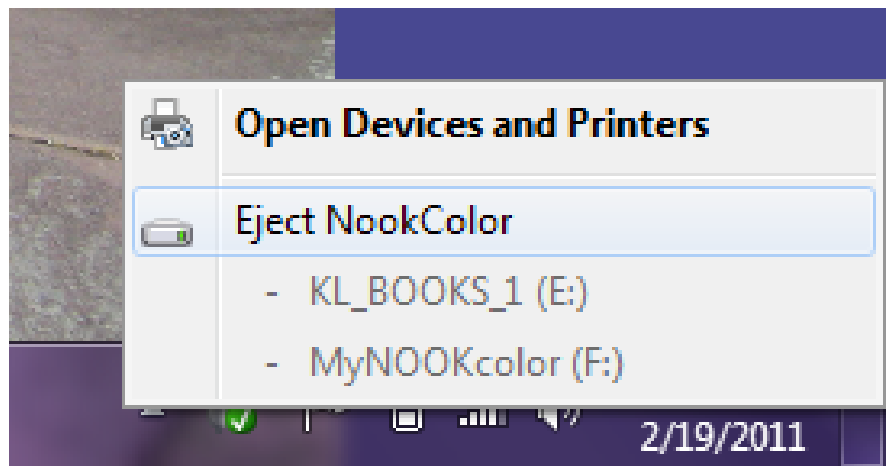 Open Devices and Printers
Eject NookColor
- KL_BOOKS_1 (E:)
- MyNOOKcolor (F:)
2/19/2011